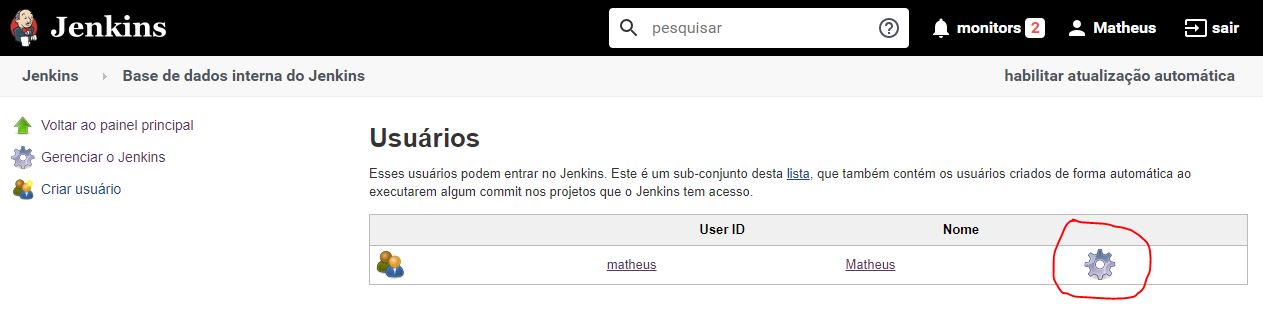 Jenkins
pesquisar
monitors 2
Matheus
sair
Jenkins
Base de dados interna do Jenkins
habilitar atualização automática
Voltar ao painel principal
Gerenciar o Jenkins
Criar usuário
Usuários
Esses usuários podem entrar no Jenkins. Este é um sub-conjunto desta lista, que também contém os usuários criados de forma automática ao
executarem algum commit nos projetos que o Jenkins tem acesso.
User ID Nome
matheus Matheus